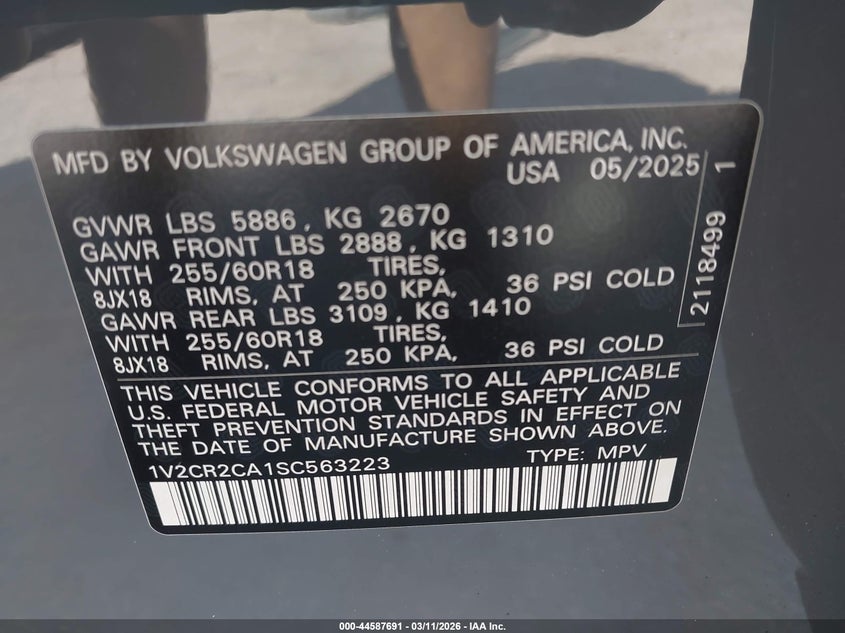 MFD BY VOLKSWAGEN GROUP OF AMERICA, INC.
USA 05/2025
GVWR LBS 5886, KG 2670
GAWR FRONT LBS 2888, KG 1310
WITH 255/60R18 TIRES,
8JX18 RIMS, AT 250 KPA, 36 PSI COLD
GAWR REAR LBS 3109, KG 1410
WITH 255/60R18 TIRES,
8JX18 RIMS, AT 250 KPA, 36 PSI COLD
THIS VEHICLE CONFORMS TO ALL APPLICABLE
U.S. FEDERAL MOTOR VEHICLE SAFETY AND
THEFT PREVENTION STANDARDS IN EFFECT ON
THE DATE OF MANUFACTURE SHOWN ABOVE.
1V2CR2CA1SC563223 TYPE: MPV
2118499 1
000-44587691 - 03/11/2026 - IAA Inc.